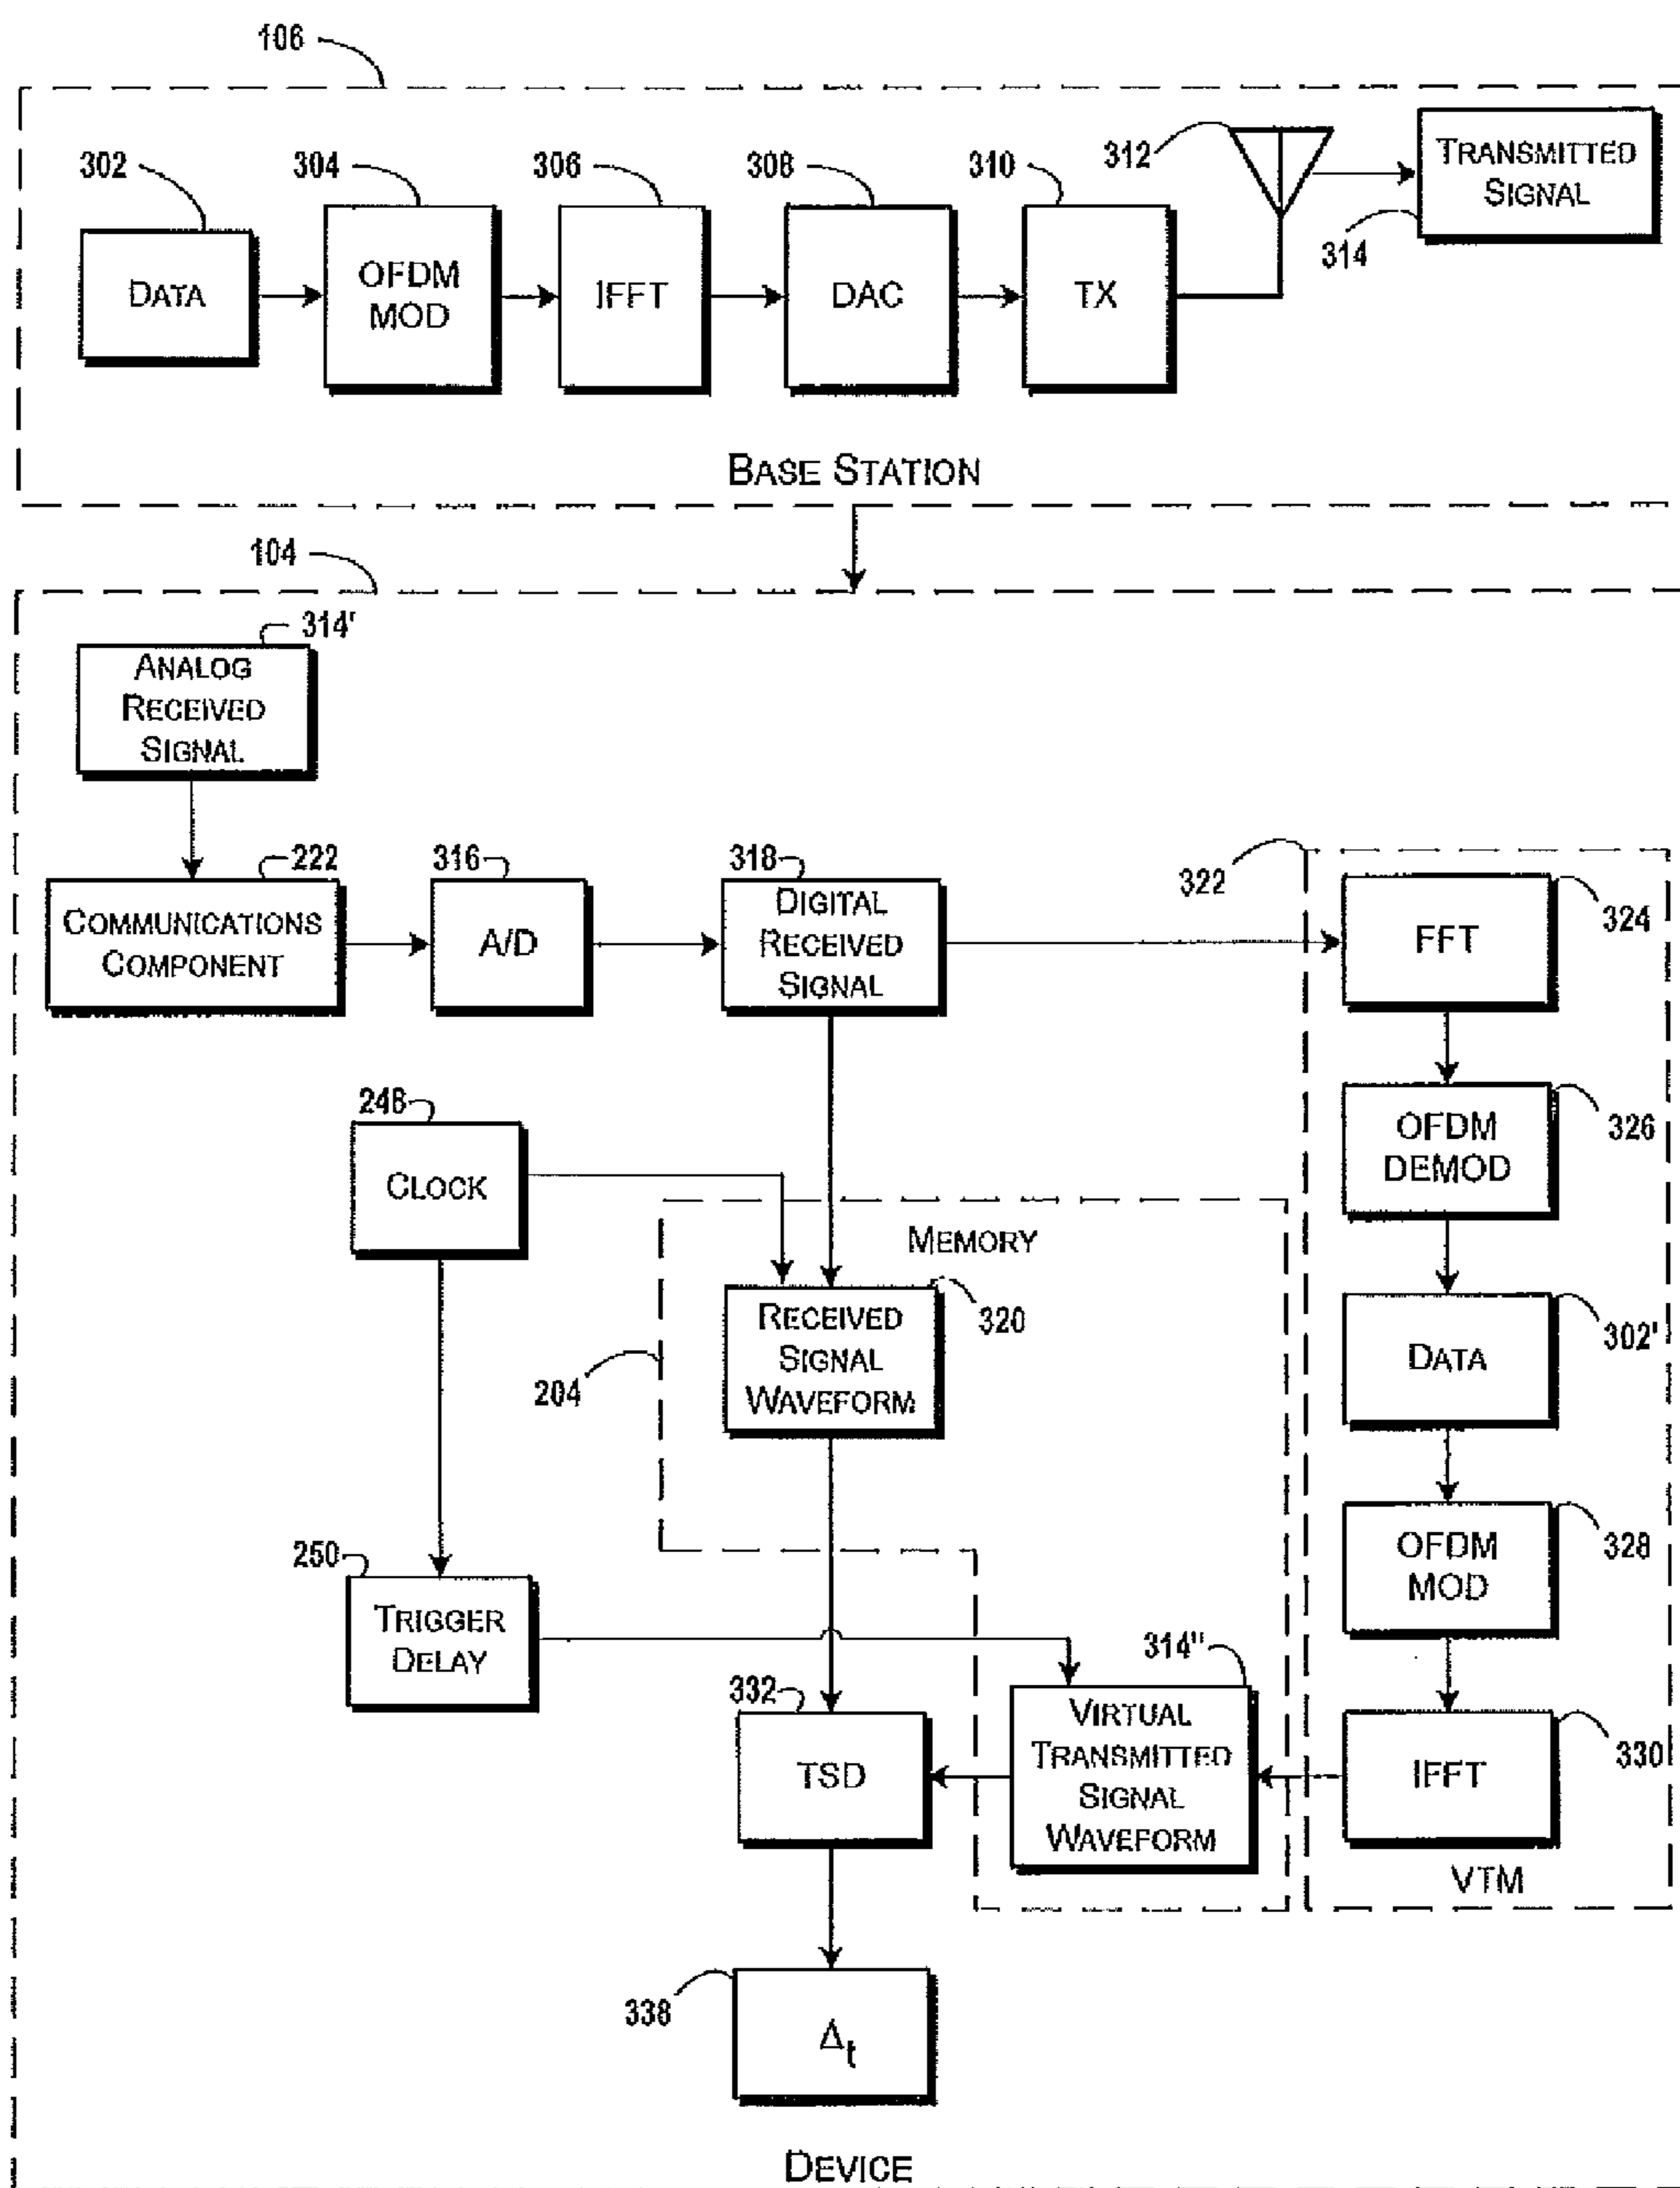 106
302
304
306
308
310
312
TRANSMITTED
SIGNAL
314
DATA
OFDM
MOD
IFFT
DAC
TX
BASE STATION
104
314'
ANALOG
RECEIVED
SIGNAL
222
316
318
322
324
COMMUNICATIONS
COMPONENT
A/D
DIGITAL
RECEIVED
SIGNAL
FFT
248
CLOCK
326
OFDM
DEMOD
MEMORY
204
RECEIVED
SIGNAL
WAVEFORM
320
302'
DATA
250
TRIGGER
DELAY
328
OFDM
MOD
332
TSD
314"
VIRTUAL
TRANSMITTED
SIGNAL
WAVEFORM
330
IFFT
VTM
338
Δt
DEVICE